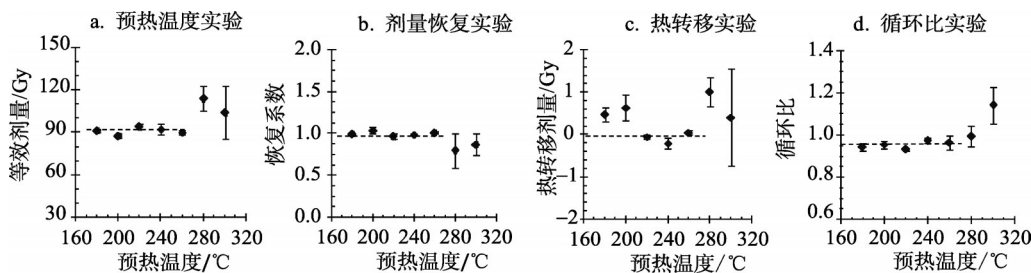 a. 预热温度实验
等效剂量/Gy
150
120
90
60
30
160 200 240 280 320
预热温度/℃
b. 剂量恢复实验
恢复系数
2.0
1.5
1.0
0.5
0.0
160 200 240 280 320
预热温度/℃
c. 热转移实验
热转移剂量/Gy
2
1
0
−1
−2
160 200 240 280 320
预热温度/℃
d. 循环比实验
循环比
1.4
1.2
1.0
0.8
0.6
160 200 240 280 320
预热温度/℃